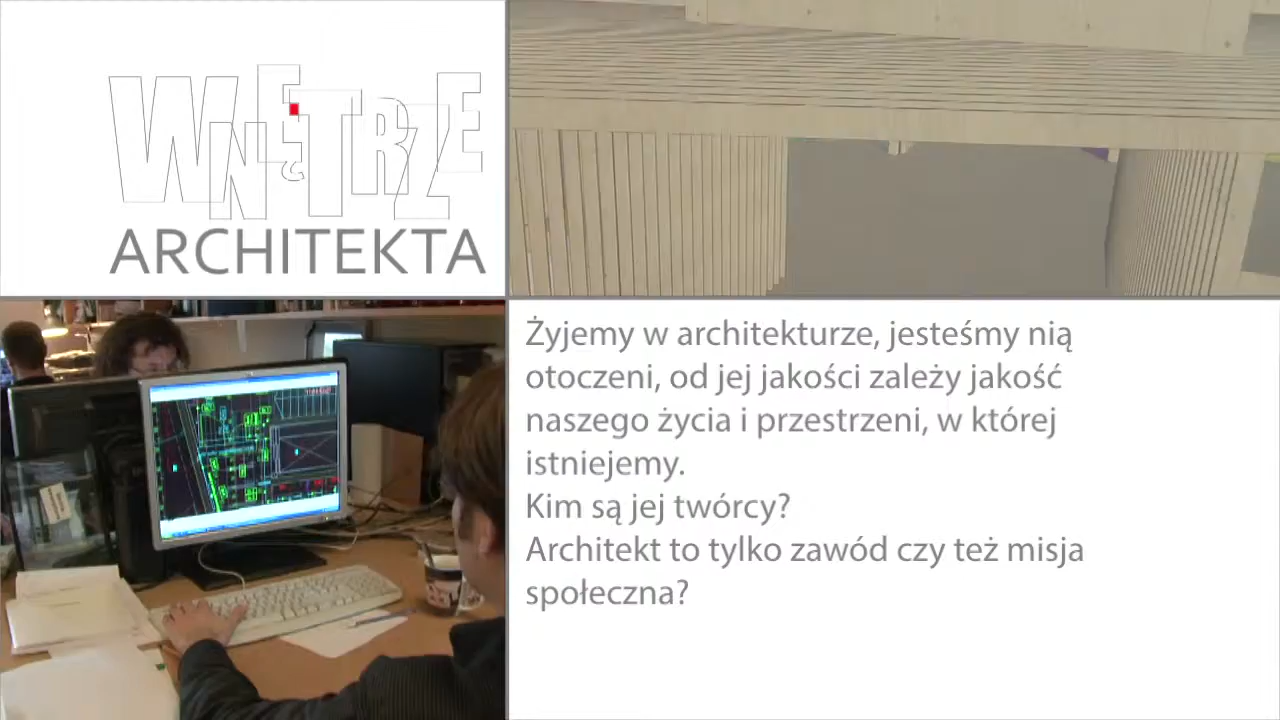 WNĘTRZE
ARCHITEKTA
Żyjemy w architekturze, jesteśmy nią
otoczeni, od jej jakości zależy jakość
naszego życia i przestrzeni, w której
istniejemy.
Kim są jej twórcy?
Architekt to tylko zawód czy też misja
społeczna?